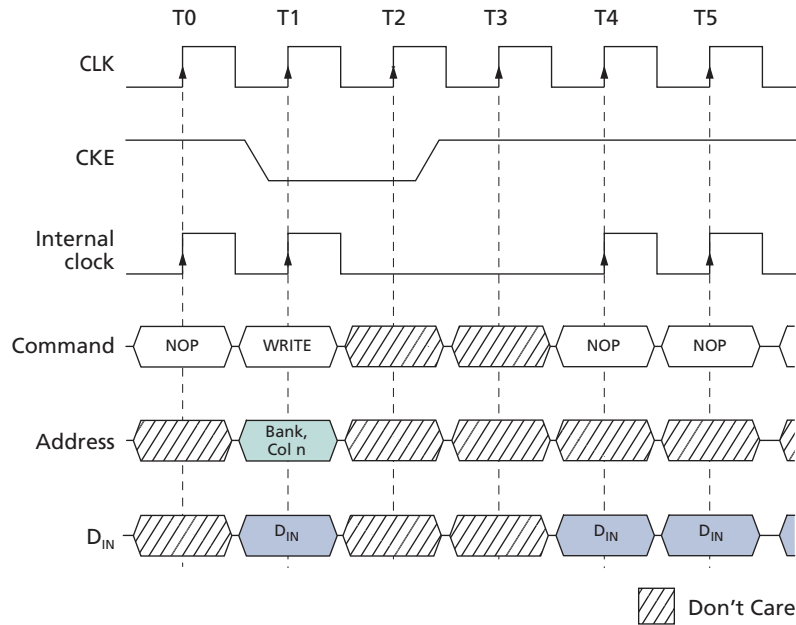 T0 T1 T2 T3 T4 T5
CLK
CKE
Internal
clock
Command NOP WRITE NOP NOP
Address Bank,
Col n
DIN DIN DIN DIN
Don't Care